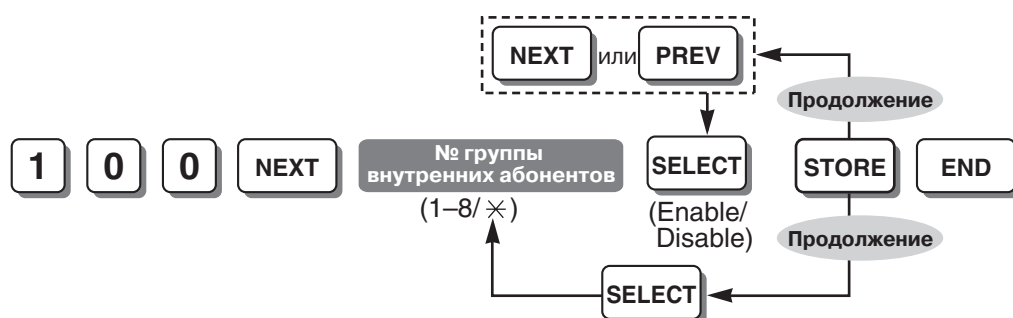 NEXT или PREV
Продолжение
1 0 0 NEXT № группы внутренних абонентов SELECT STORE END
(1–8/✳)
(Enable/
Disable)
Продолжение
SELECT